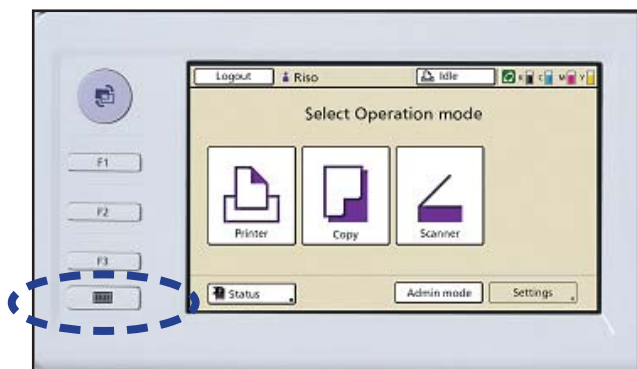 Logout Riso Idle K C M Y
Select Operation mode
F1
F2
Printer Copy Scanner
F3
Status Admin mode Settings